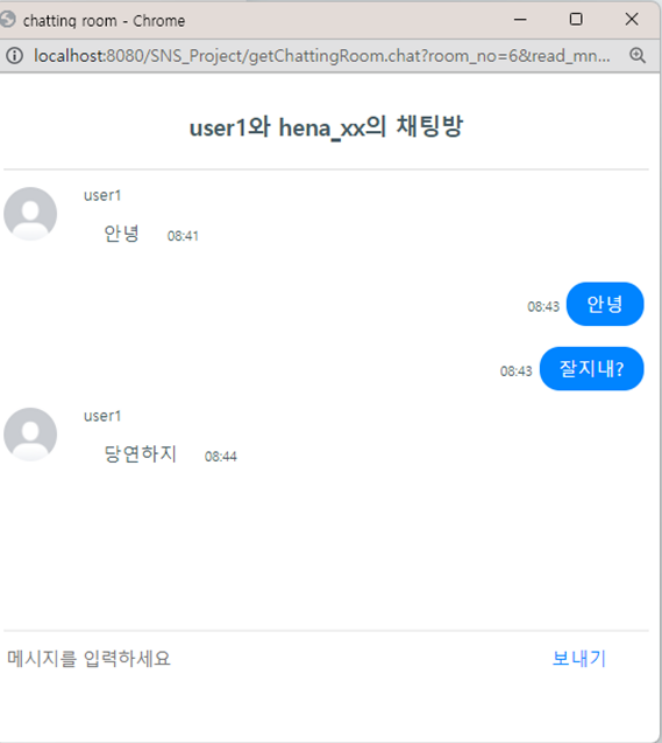 chatting room - Chrome
localhost:8080/SNS_Project/getChattingRoom.chat?room_no=6&read_mn...
user1와 hena_xx의 채팅방
user1
안녕 08:41
08:43 안녕
08:43 잘지내?
user1
당연하지 08:44
메시지를 입력하세요 보내기